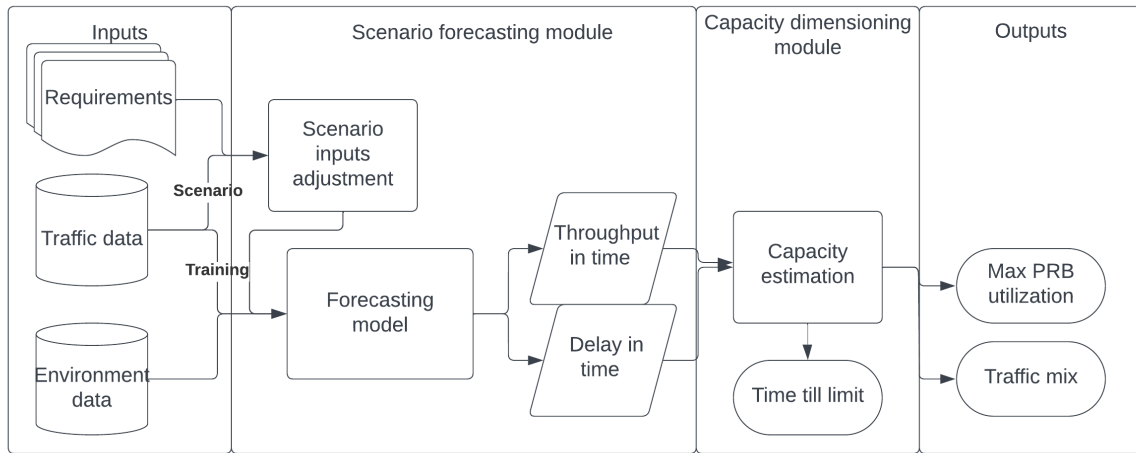 Inputs
Scenario forecasting module
Capacity dimensioning
module
Outputs
Requirements
Scenario
inputs
adjustment
Scenario
Traffic data
Training
Environment
data
Forecasting
model
Throughput
in time
Delay in
time
Capacity
estimation
Time till limit
Max PRB
utilization
Traffic mix